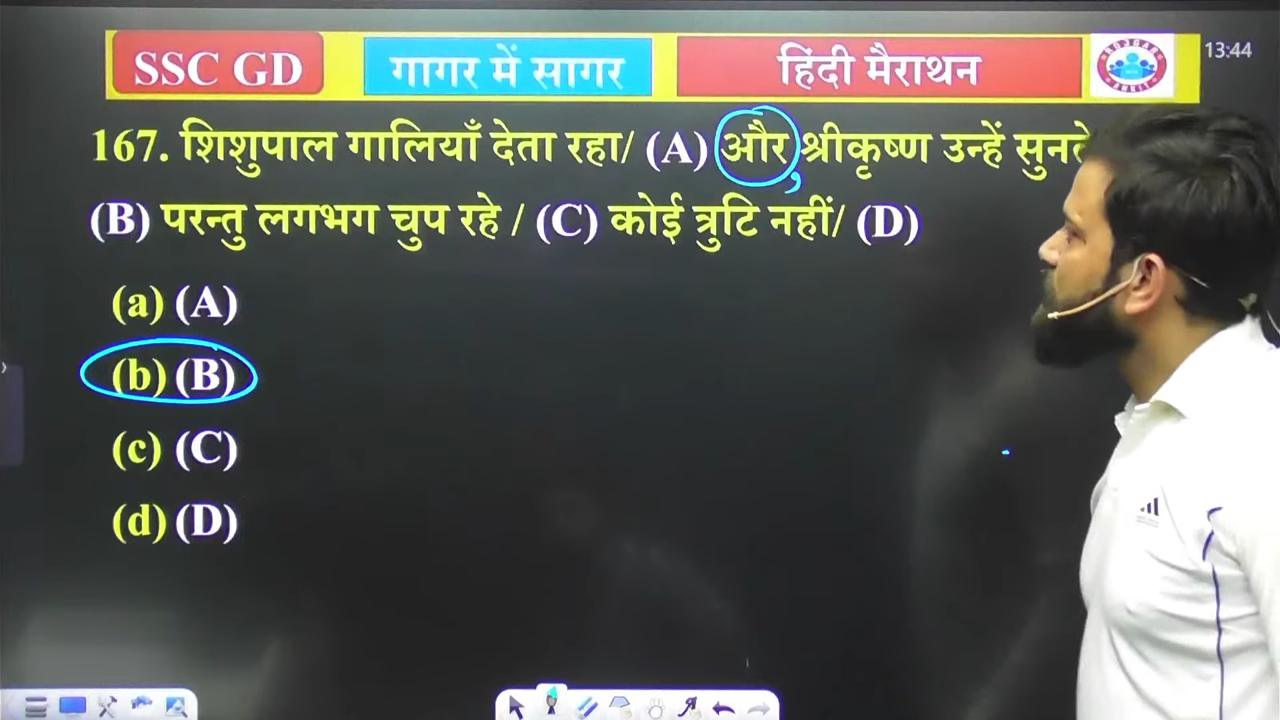 SSC GD
गागर में सागर
हिंदी मैराथन
13:44
167. शिशुपाल गालियाँ देता रहा/ (A) और, श्रीकृष्ण उन्हें सुनते
(B) परन्तु लगभग चुप रहे / (C) कोई त्रुटि नहीं/ (D)
(a) (A)
(b) (B)
(c) (C)
(d) (D)